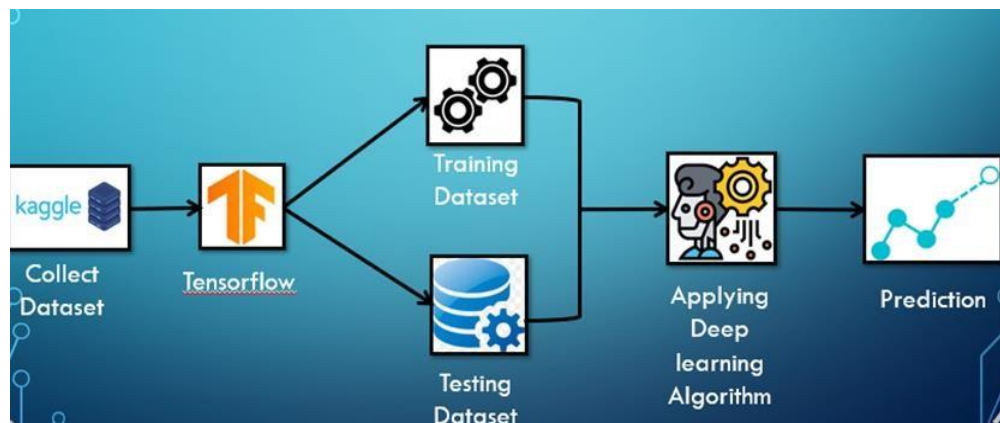 kaggle
Collect
Dataset
Tensorflow
Training
Dataset
Testing
Dataset
Applying
Deep
learning
Algorithm
Prediction